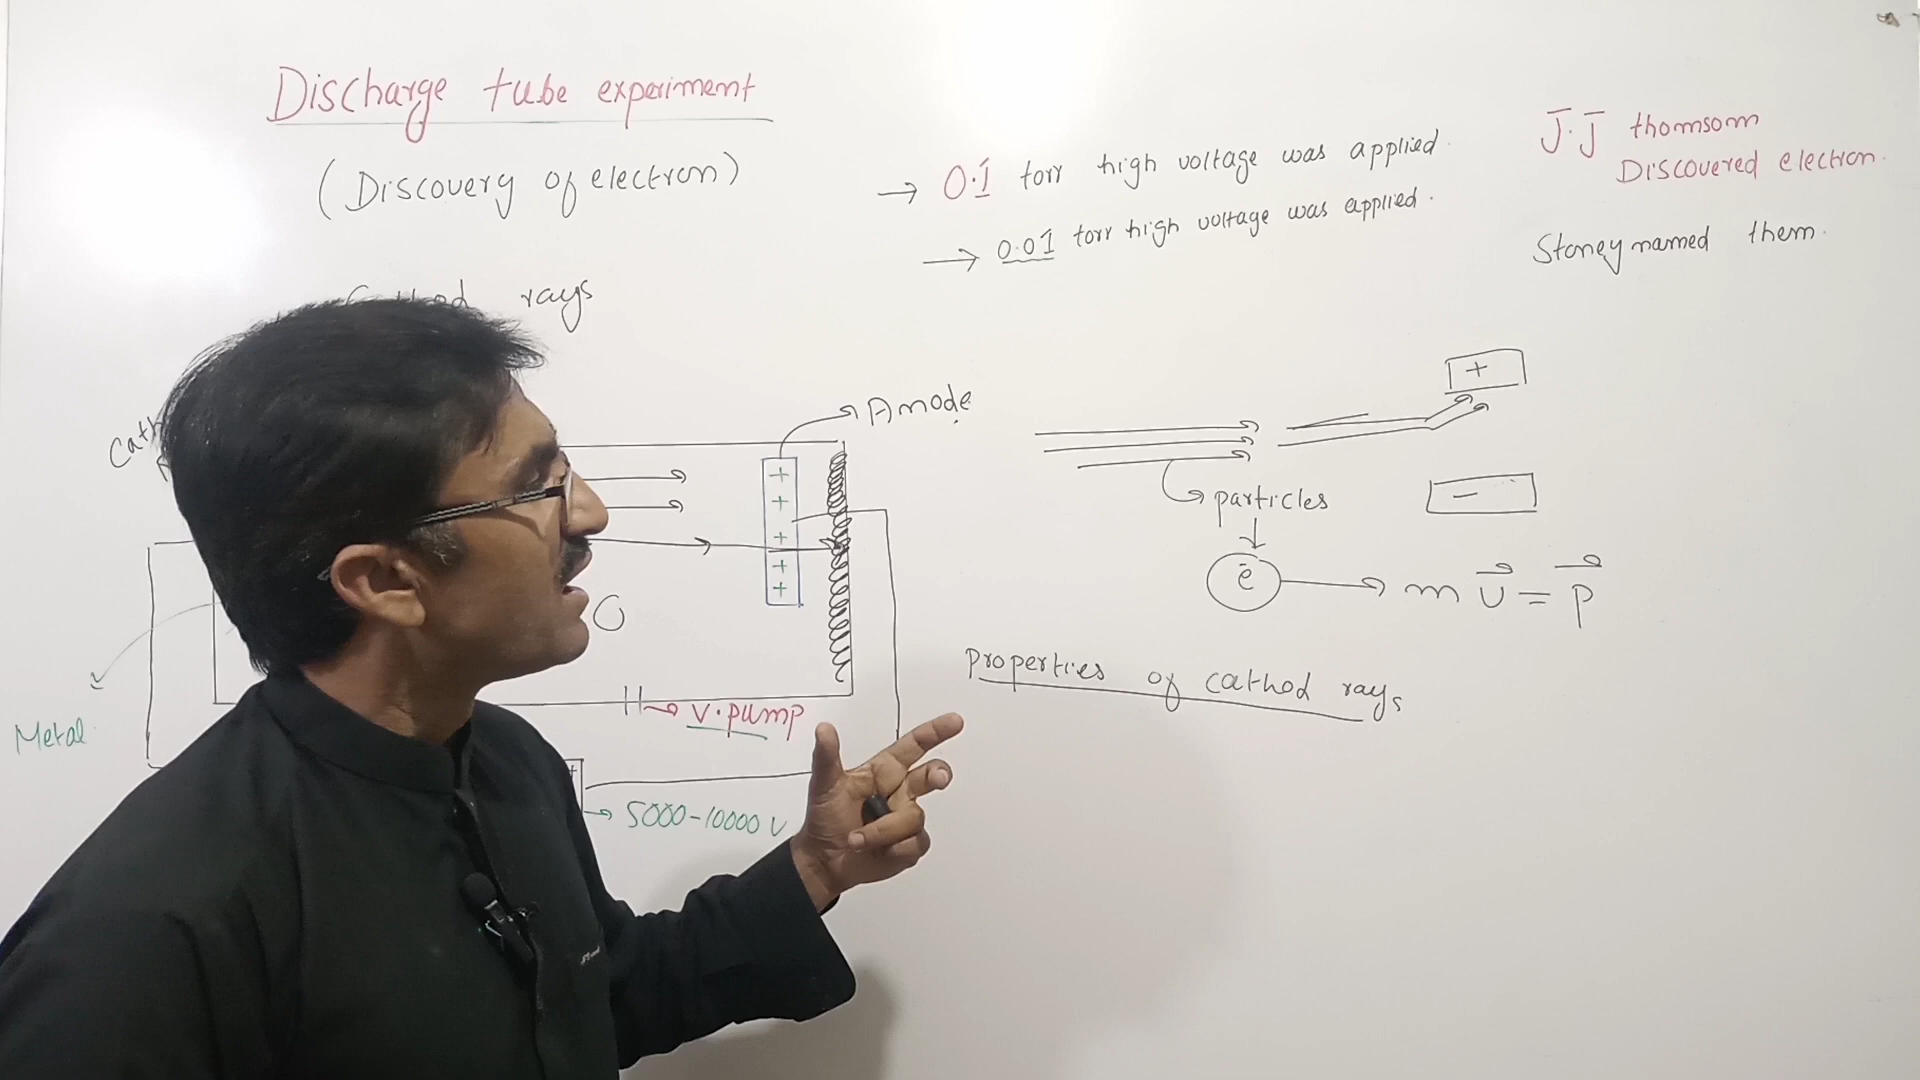 Discharge tube experiment
(Discovery of electron)
→ 0.1 torr high voltage was applied.
→ 0.01 torr high voltage was applied.
J.J thomsom
Discovered electron.
Stoney named them.
rays
Cath
Anode
+
+
+
+
+
+
-
particles
ē
m v = p
Properties of cathod rays
V. pump
Metal.
5000-10000 V